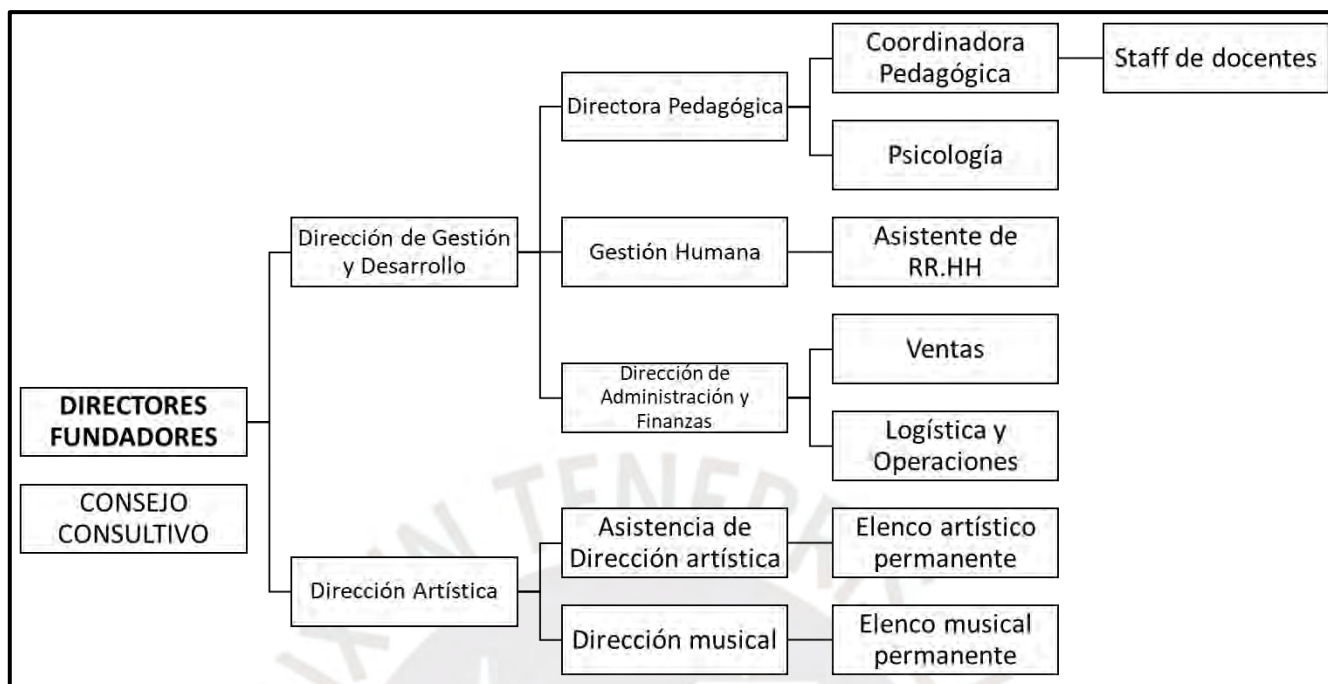 Coordinadora
Pedagógica
Staff de docentes
Directora Pedagógica
Psicología
Dirección de Gestión
y Desarrollo
Gestión Humana
Asistente de
RR.HH
Ventas
Dirección de
Administración y
Finanzas
DIRECTORES
FUNDADORES
Logística y
Operaciones
CONSEJO
CONSULTIVO
Asistencia de
Dirección artística
Elenco artístico
permanente
Dirección Artística
Dirección musical
Elenco musical
permanente